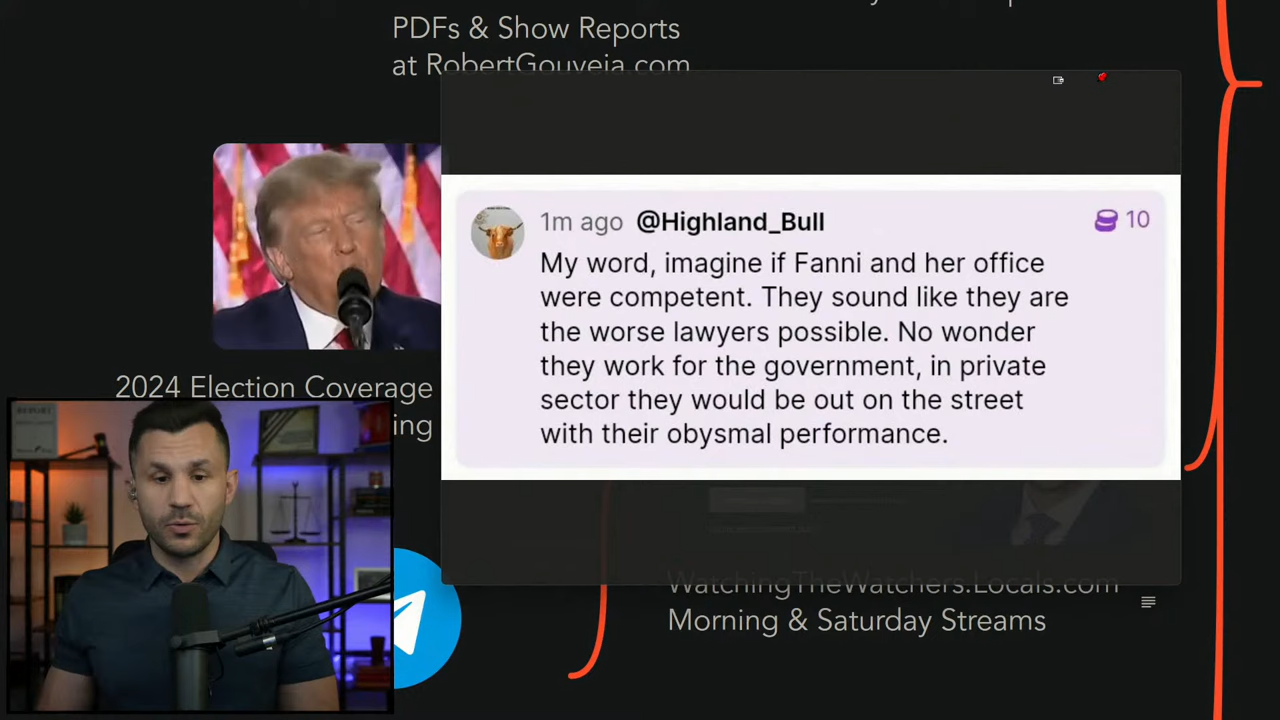 PDFs & Show Reports
at RobertGouveia.com
1m ago @Highland_Bull 10
My word, imagine if Fanni and her office
were competent. They sound like they are
the worse lawyers possible. No wonder
they work for the government, in private
sector they would be out on the street
with their obysmal performance.
2024 Election Coverage
ing
WatchingTheWatchers.Locals.com
Morning & Saturday Streams